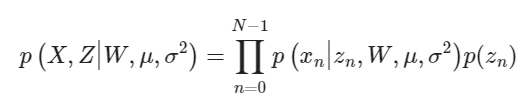 p (X, Z|W, μ, σ²) = ∏_{n=0}^{N−1} p (x_n|z_n, W, μ, σ²)p(z_n)